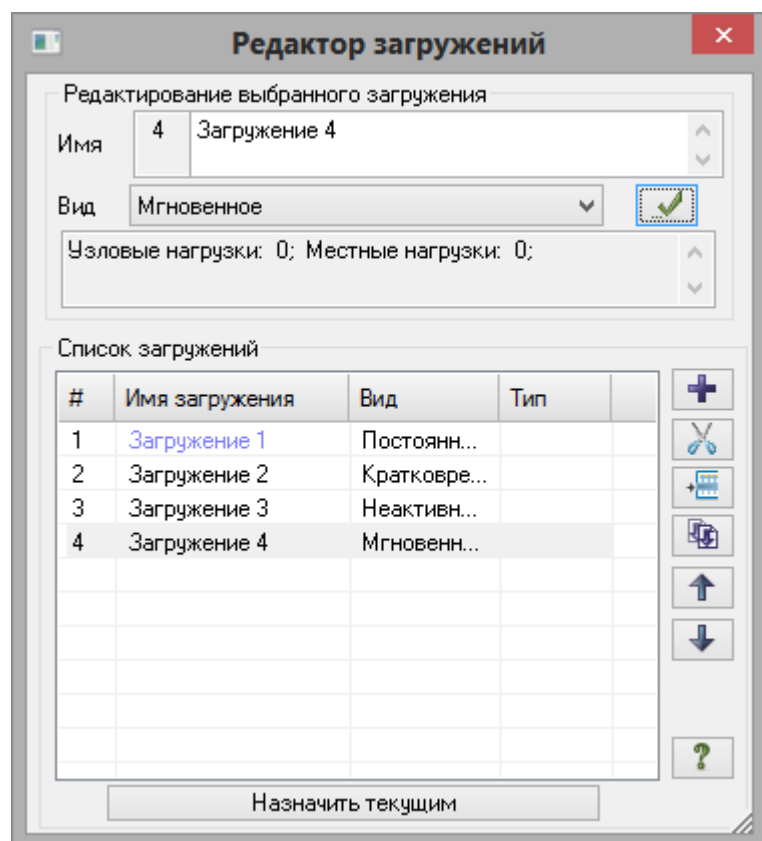 Редактор загружений
Редактирование выбранного загружения
Имя 4 Загружение 4
Вид Мгновенное
Узловые нагрузки: 0; Местные нагрузки: 0;
Список загружений
# Имя загружения Вид Тип
1 Загружение 1 Постоянн...
2 Загружение 2 Кратковре...
3 Загружение 3 Неактивн...
4 Загружение 4 Мгновенн...
Назначить текущим